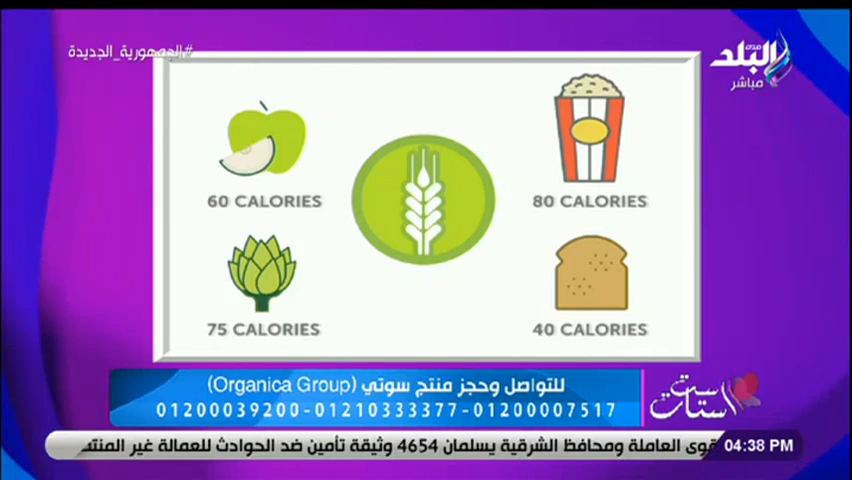 #الجمهورية_الجديدة
صدى
البلد
مباشر
60 CALORIES
80 CALORIES
75 CALORIES
40 CALORIES
للتواصل وحجز منتج سوتي (Organica Group)
01200039200-01210333377-01200007517
ست
الستات
قوى العاملة ومحافظ الشرقية يسلمان 4654 وثيقة تأمين ضد الحوادث للعمالة غير المنتظ
04:38 PM